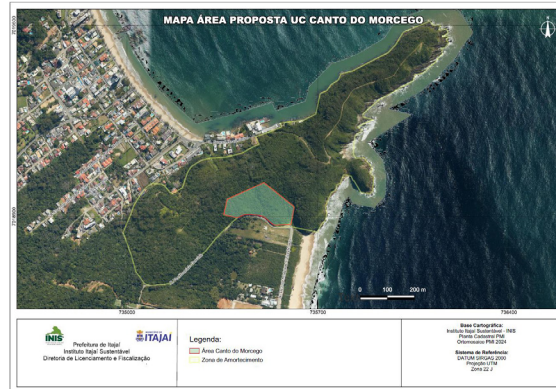 MAPA ÁREA PROPOSTA UC CANTO DO MORCEGO
0 100 200 m
735000 735700 736400
INIS
MUNICÍPIO DE
ITAJAÍ
Prefeitura de Itajaí
Instituto Itajaí Sustentável
Diretoria de Licenciamento e Fiscalização
Legenda:
Área Canto do Morcego
Zona de Amortecimento
Base Cartográfica:
Instituto Itajaí Sustentável - INIS
Planta Cadastral PMI
Ortomosaico PMI 2024
Sistema de Referência:
DATUM SIRGAS 2000
Projeção UTM
Zona 22 J